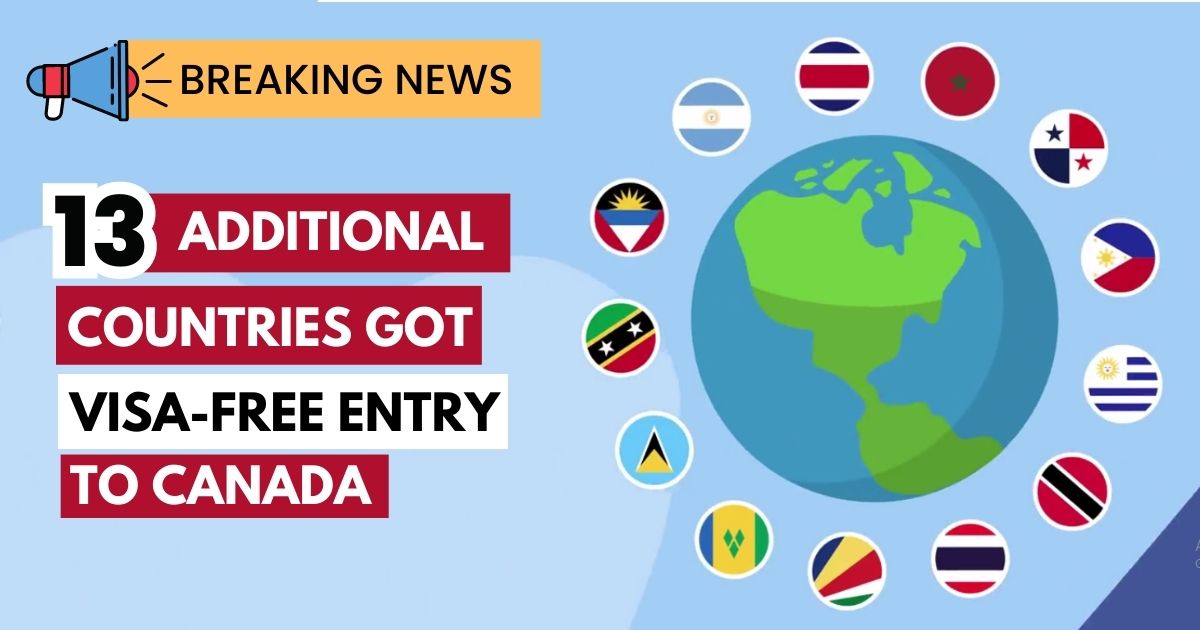 BREAKING NEWS
13 ADDITIONAL
COUNTRIES GOT
VISA-FREE ENTRY
TO CANADA